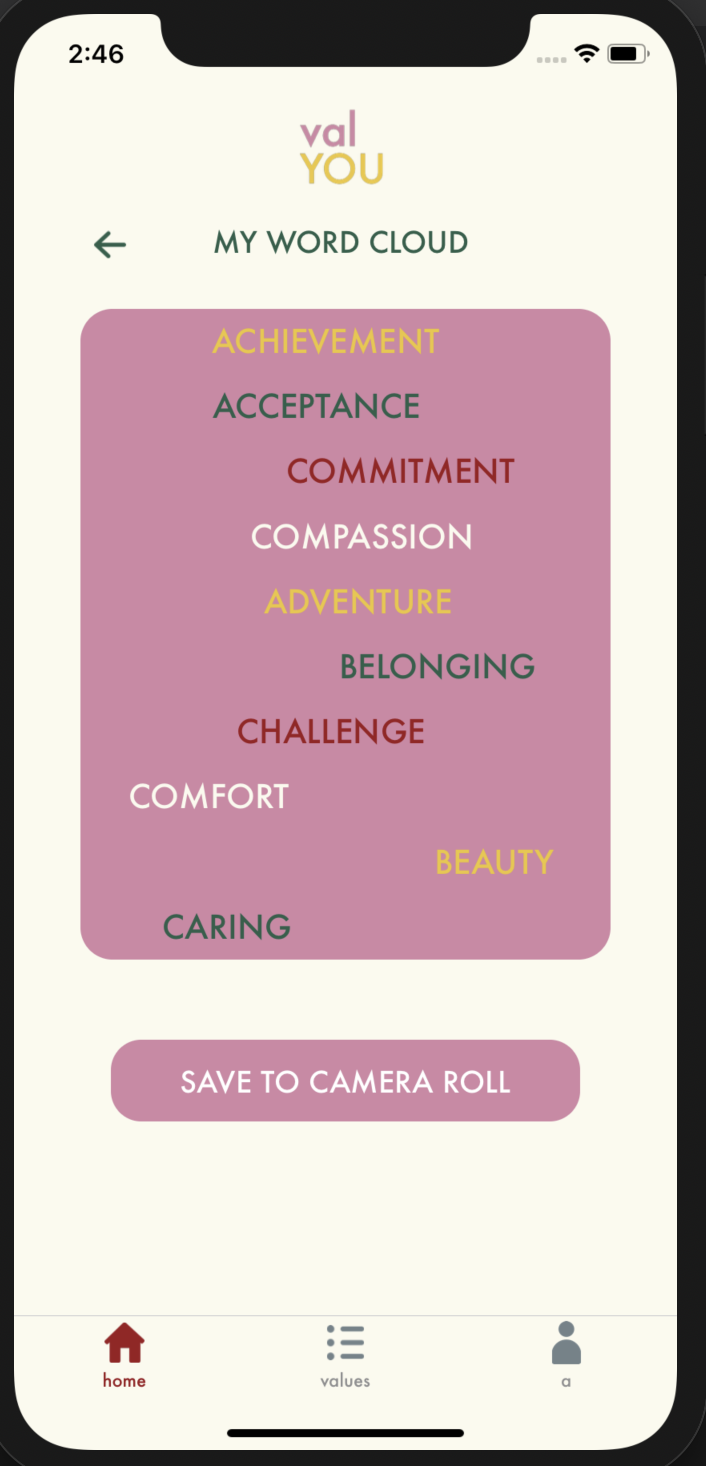 2:46
val
YOU
MY WORD CLOUD
ACHIEVEMENT
ACCEPTANCE
COMMITMENT
COMPASSION
ADVENTURE
BELONGING
CHALLENGE
COMFORT
BEAUTY
CARING
SAVE TO CAMERA ROLL
home values a